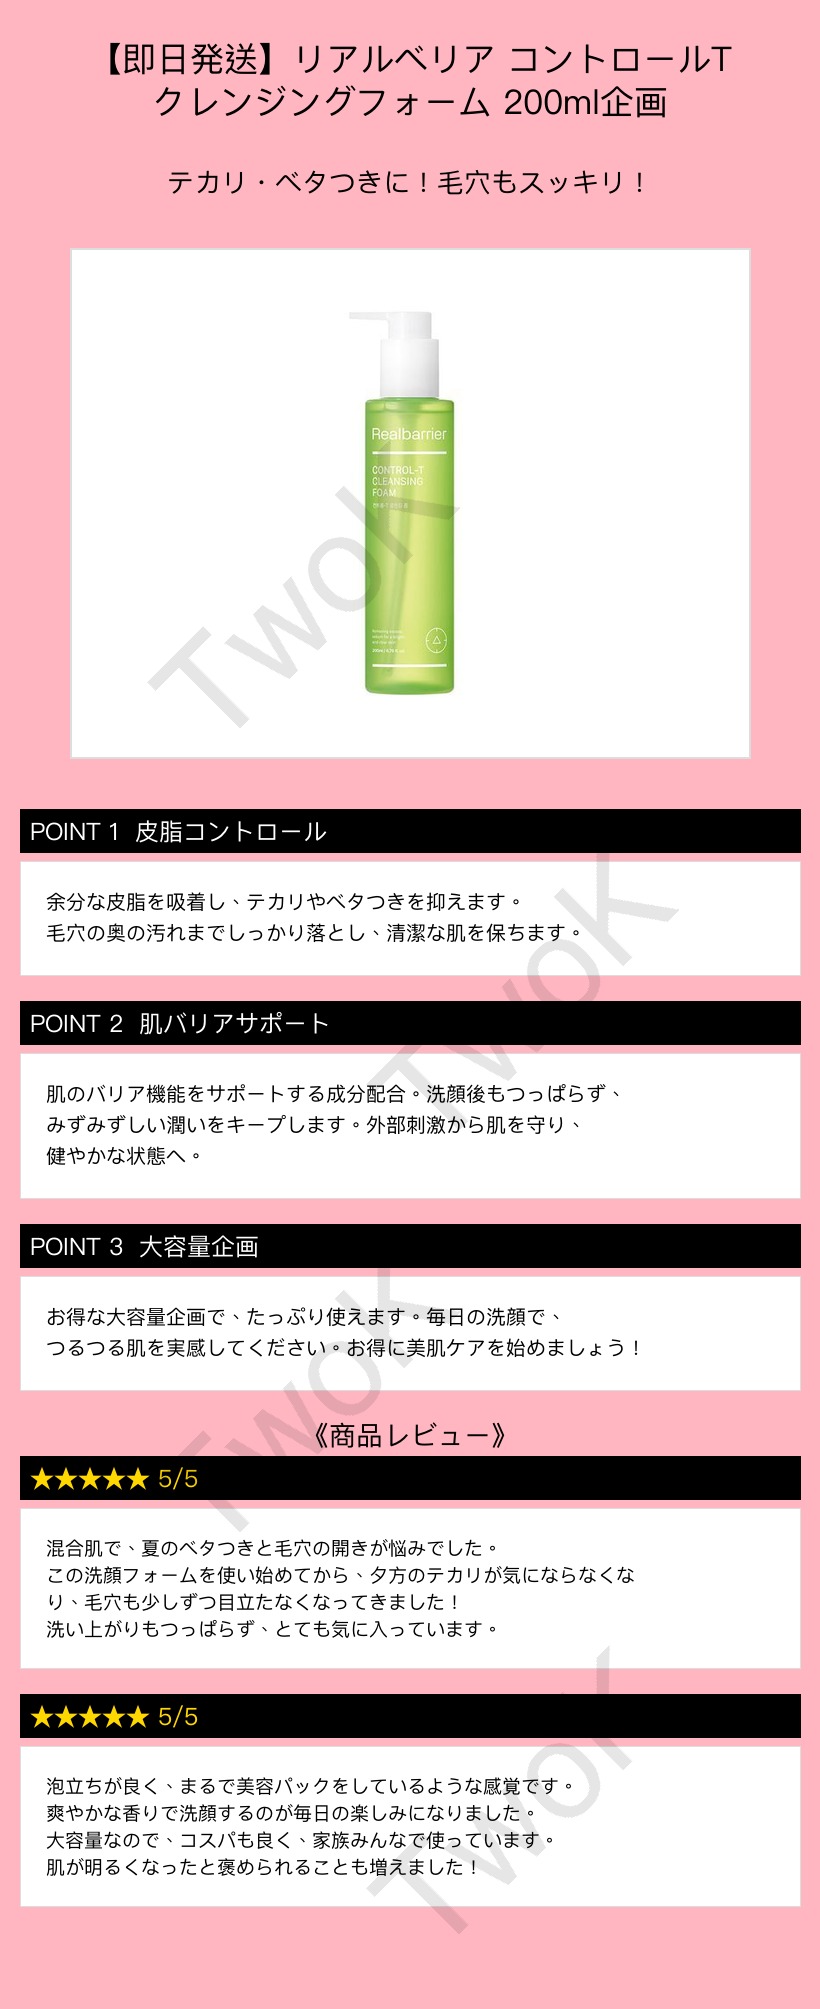 【即日発送】リアルベリア コントロールT
クレンジングフォーム 200ml企画
テカリ・ベタつきに！毛穴もスッキリ！
Realbarrier
CONTROL-T
CLEANSING
FOAM
TwoK
POINT 1 皮脂コントロール
余分な皮脂を吸着し、テカリやベタつきを抑えます。
毛穴の奥の汚れまでしっかり落とし、清潔な肌を保ちます。
TwoK
POINT 2 肌バリアサポート
肌のバリア機能をサポートする成分配合。洗顔後もつっぱらず、
みずみずしい潤いをキープします。外部刺激から肌を守り、
健やかな状態へ。
POINT 3 大容量企画
お得な大容量企画で、たっぷり使えます。毎日の洗顔で、
つるつる肌を実感してください。お得に美肌ケアを始めましょう！
TwoK
《商品レビュー》
★★★★★ 5/5
混合肌で、夏のベタつきと毛穴の開きが悩みでした。
この洗顔フォームを使い始めてから、夕方のテカリが気にならなくな
り、毛穴も少しずつ目立たなくなってきました！
洗い上がりもつっぱらず、とても気に入っています。
★★★★★ 5/5
泡立ちが良く、まるで美容パックをしているような感覚です。
爽やかな香りで洗顔するのが毎日の楽しみになりました。
大容量なので、コスパも良く、家族みんなで使っています。
肌が明るくなったと褒められることも増えました！
TwoK